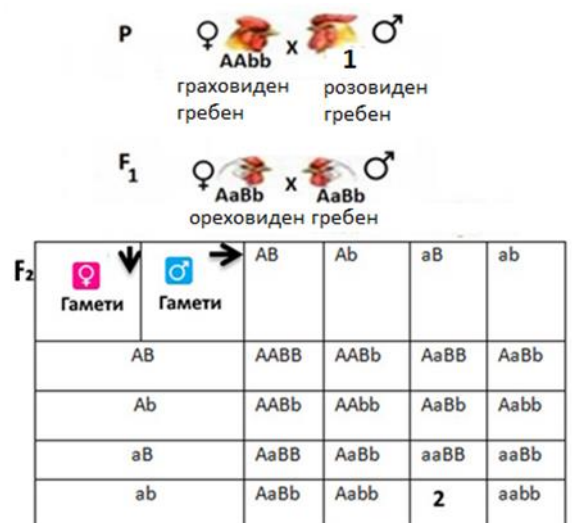 P ♀ x ♂
AAbb 1
граховиден розовиден
гребен гребен
F1 ♀ x ♂
AaBb AaBb
ореховиден гребен
F2 ♀ ♂ AB Ab aB ab
Гамети Гамети
AB AABB AABb AaBB AaBb
Ab AABb AAbb AaBb Aabb
aB AaBB AaBb aaBB aaBb
ab AaBb Aabb 2 aabb